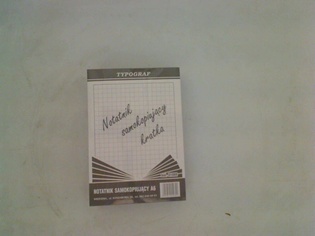 TYPOGRAF
Notatnik
samokopiujący
kratka
NOTATNIK SAMOKOPIUJĄCY A6